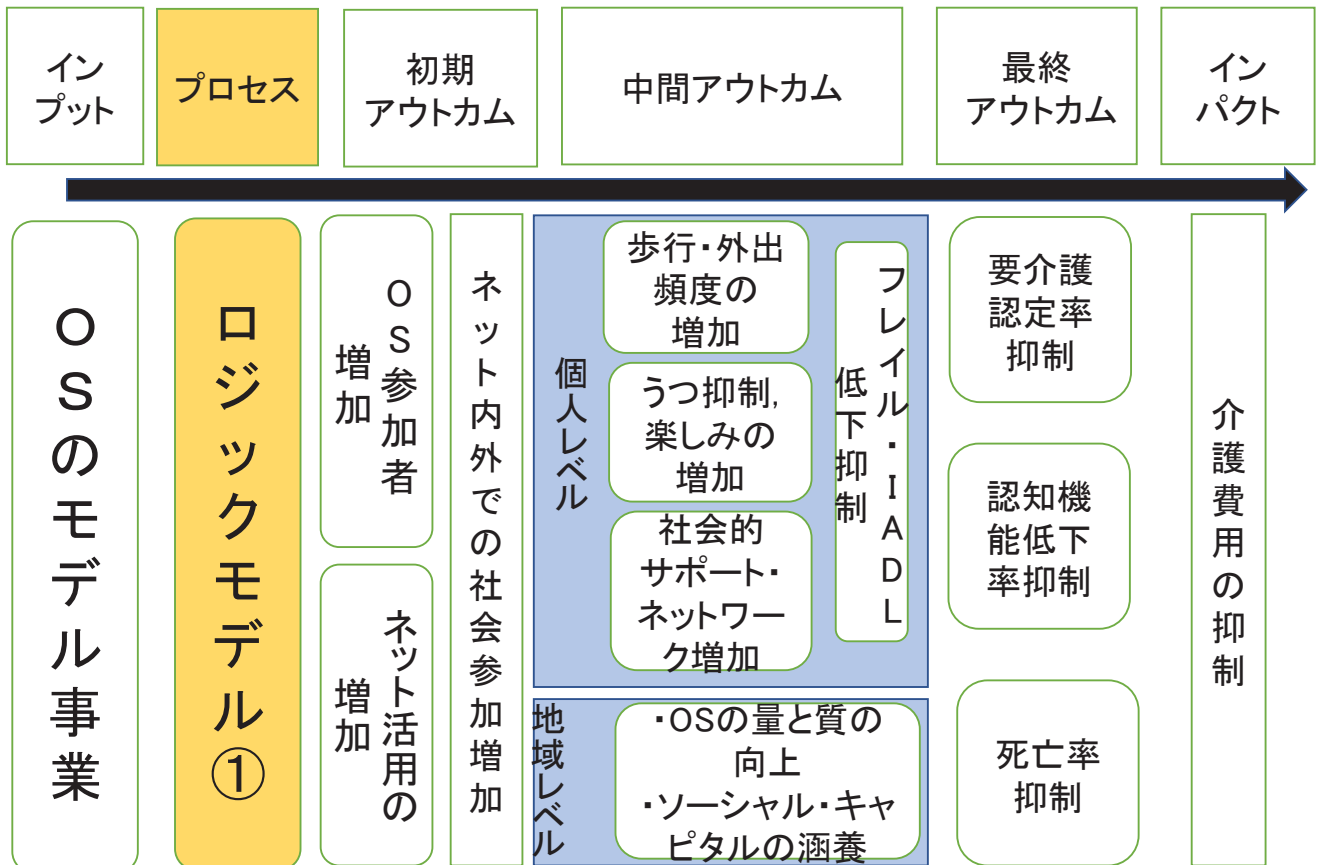 イン
プット
プロセス
初期
アウトカム
中間アウトカム
最終
アウトカム
イン
パクト
OSのモデル事業
ロジックモデル①
OS参加者
増加
ネット活用の
増加
ネット内外での社会参加増加
個人レベル
歩行・外出
頻度の
増加
うつ抑制,
楽しみの
増加
社会的
サポート・
ネットワー
ク増加
フレイル・IADL
低下抑制
地域レベル
・OSの量と質の
向上
・ソーシャル・キャ
ピタルの涵養
要介護
認定率
抑制
認知機
能低下
率抑制
死亡率
抑制
介護費用の抑制